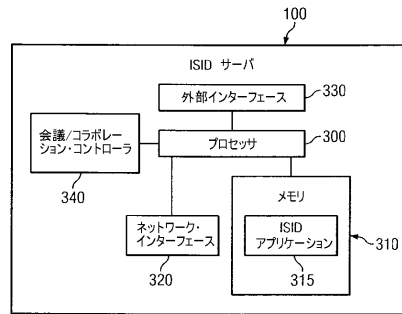 100
ISID サーバ
外部インターフェース
330
会議/コラボレー
ション・コントローラ
プロセッサ
300
340
メモリ
ネットワーク・
インターフェース
ISID
アプリケーション
310
320
315